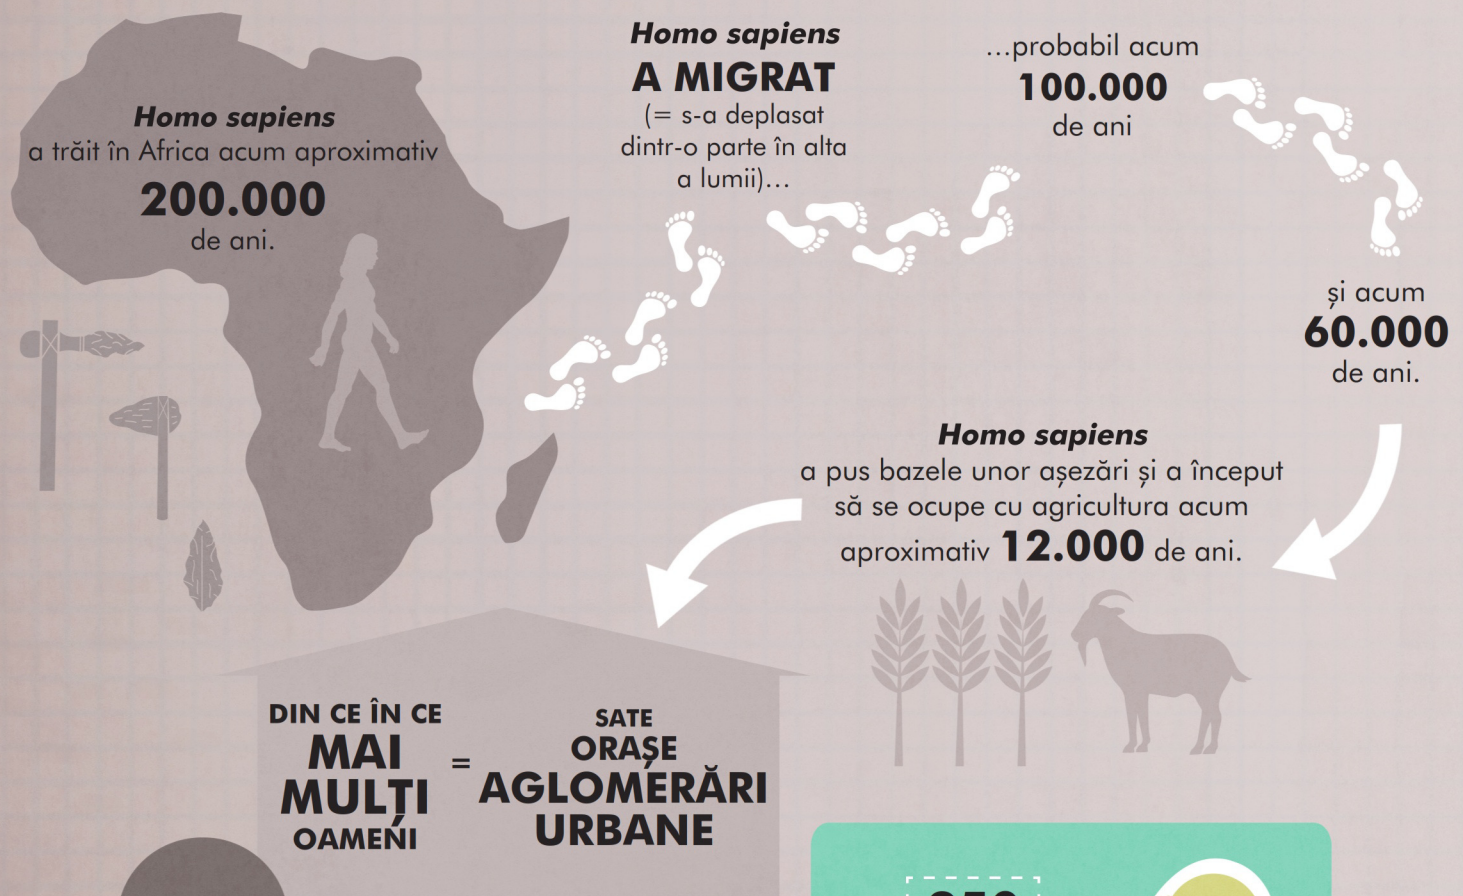 Homo sapiens
a trăit în Africa acum aproximativ
200.000
de ani.
Homo sapiens
A MIGRAT
(= s-a deplasat
dintr-o parte în alta
a lumii)...
...probabil acum
100.000
de ani
și acum
60.000
de ani.
Homo sapiens
a pus bazele unor așezări și a început
să se ocupe cu agricultura acum
aproximativ 12.000 de ani.
DIN CE ÎN CE
MAI
MULȚI
OAMENI
=
SATE
ORAȘE
AGLOMERĂRI
URBANE